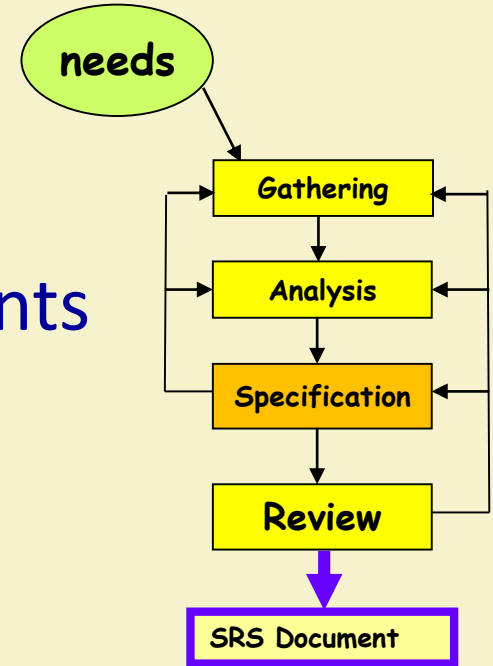 needs
Gathering
nts
Analysis
Specification
Review
SRS Document